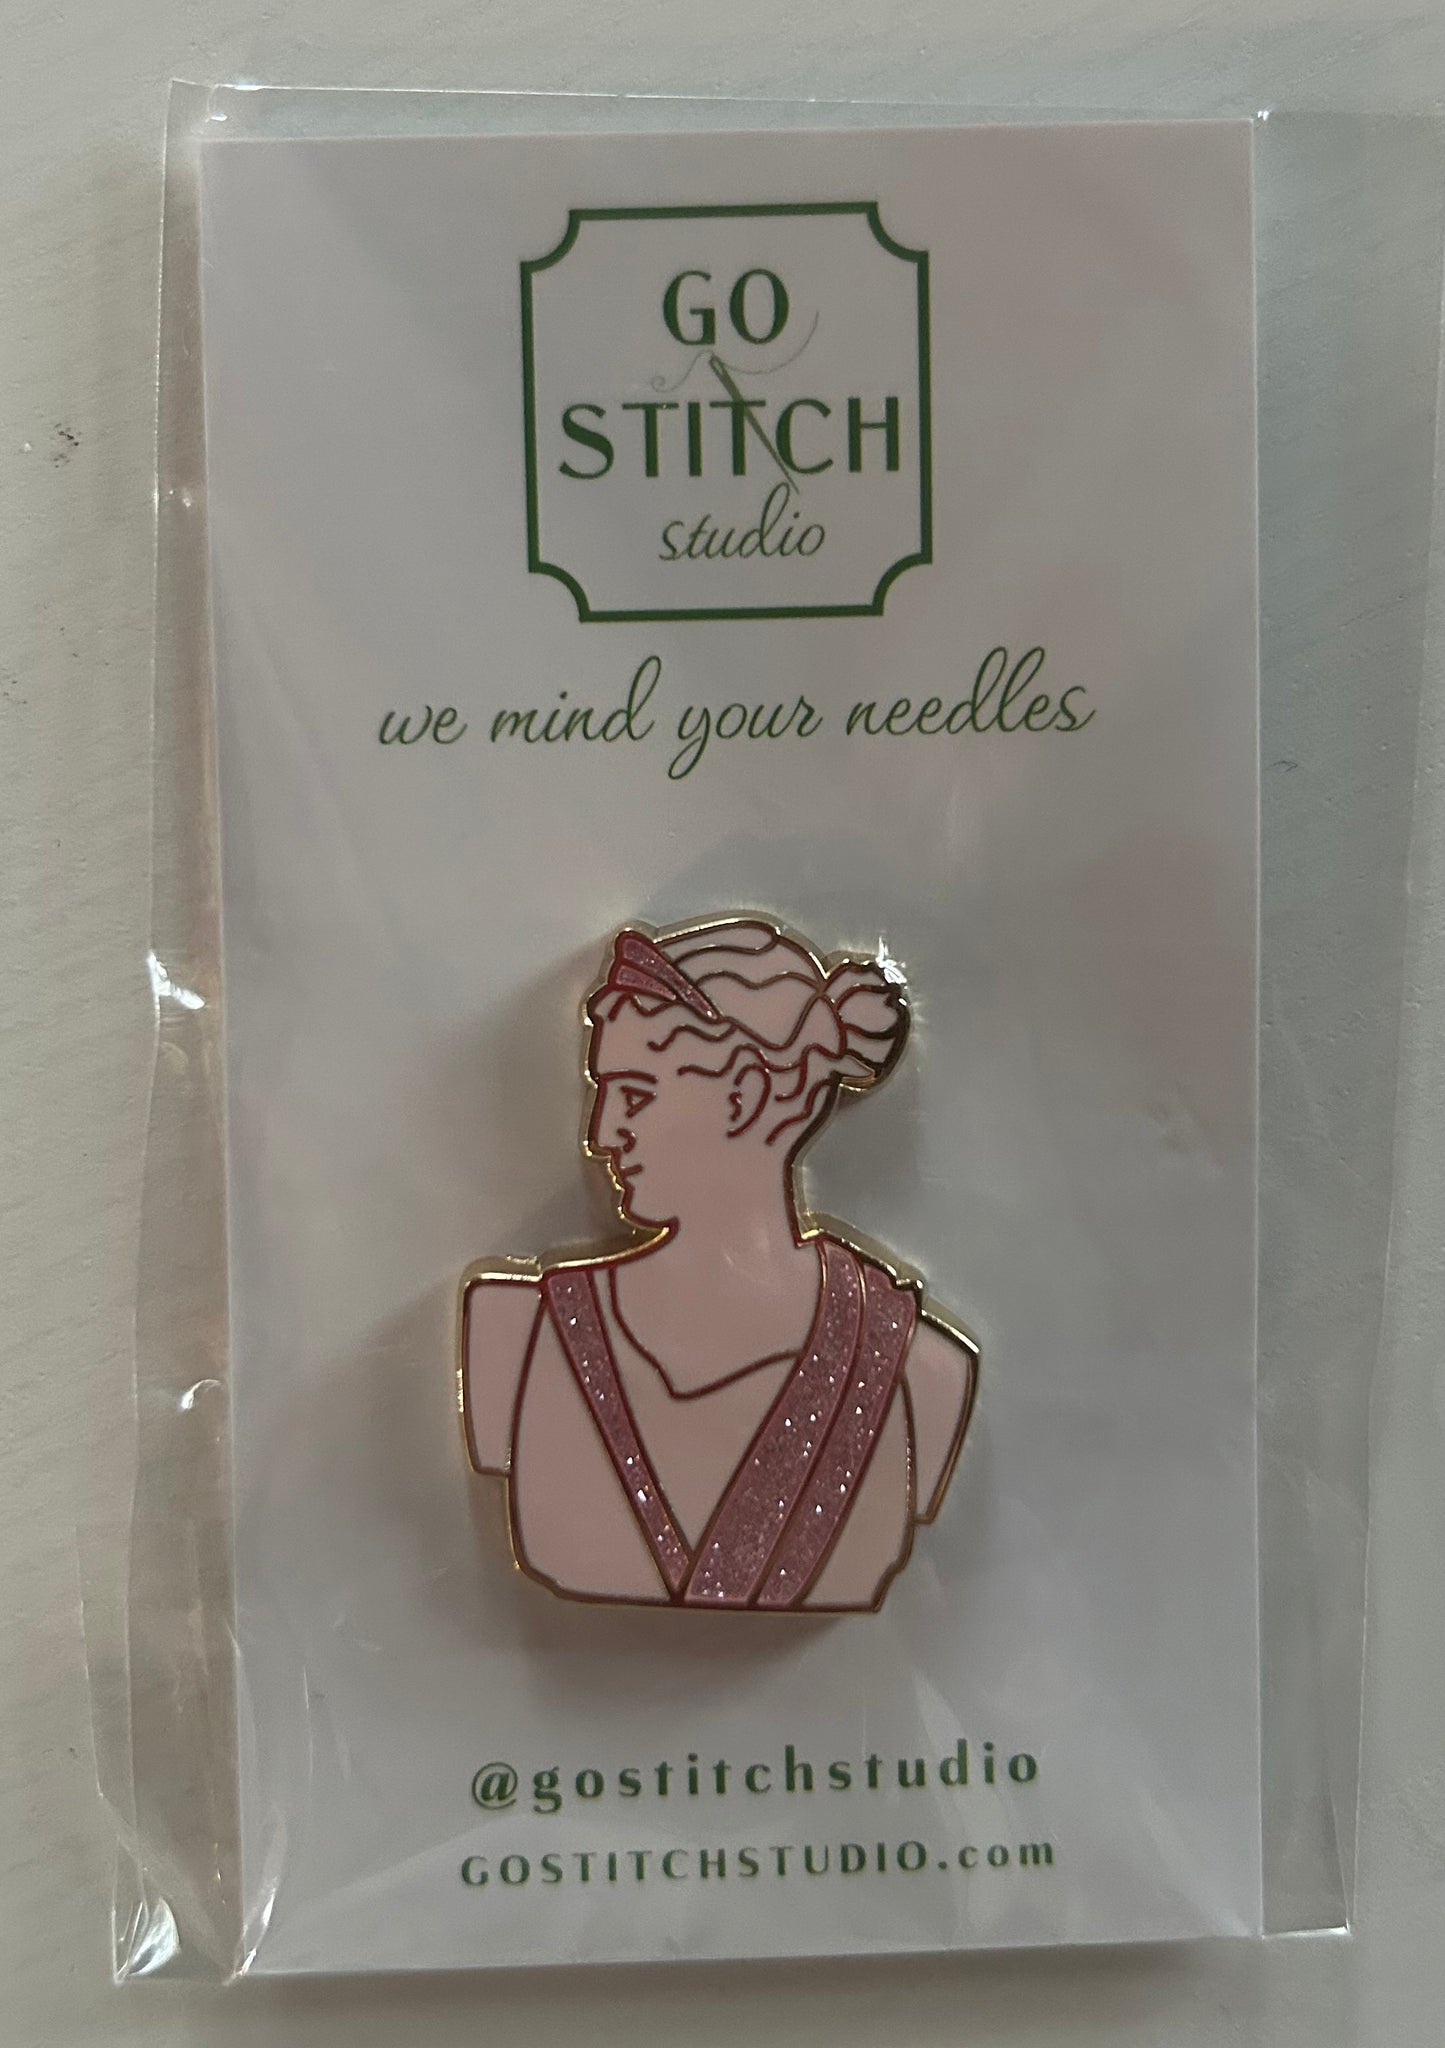 GO
STITCH
studio
we mind your needles
@gostitchstudio
GOSTITCHSTUDIO.com